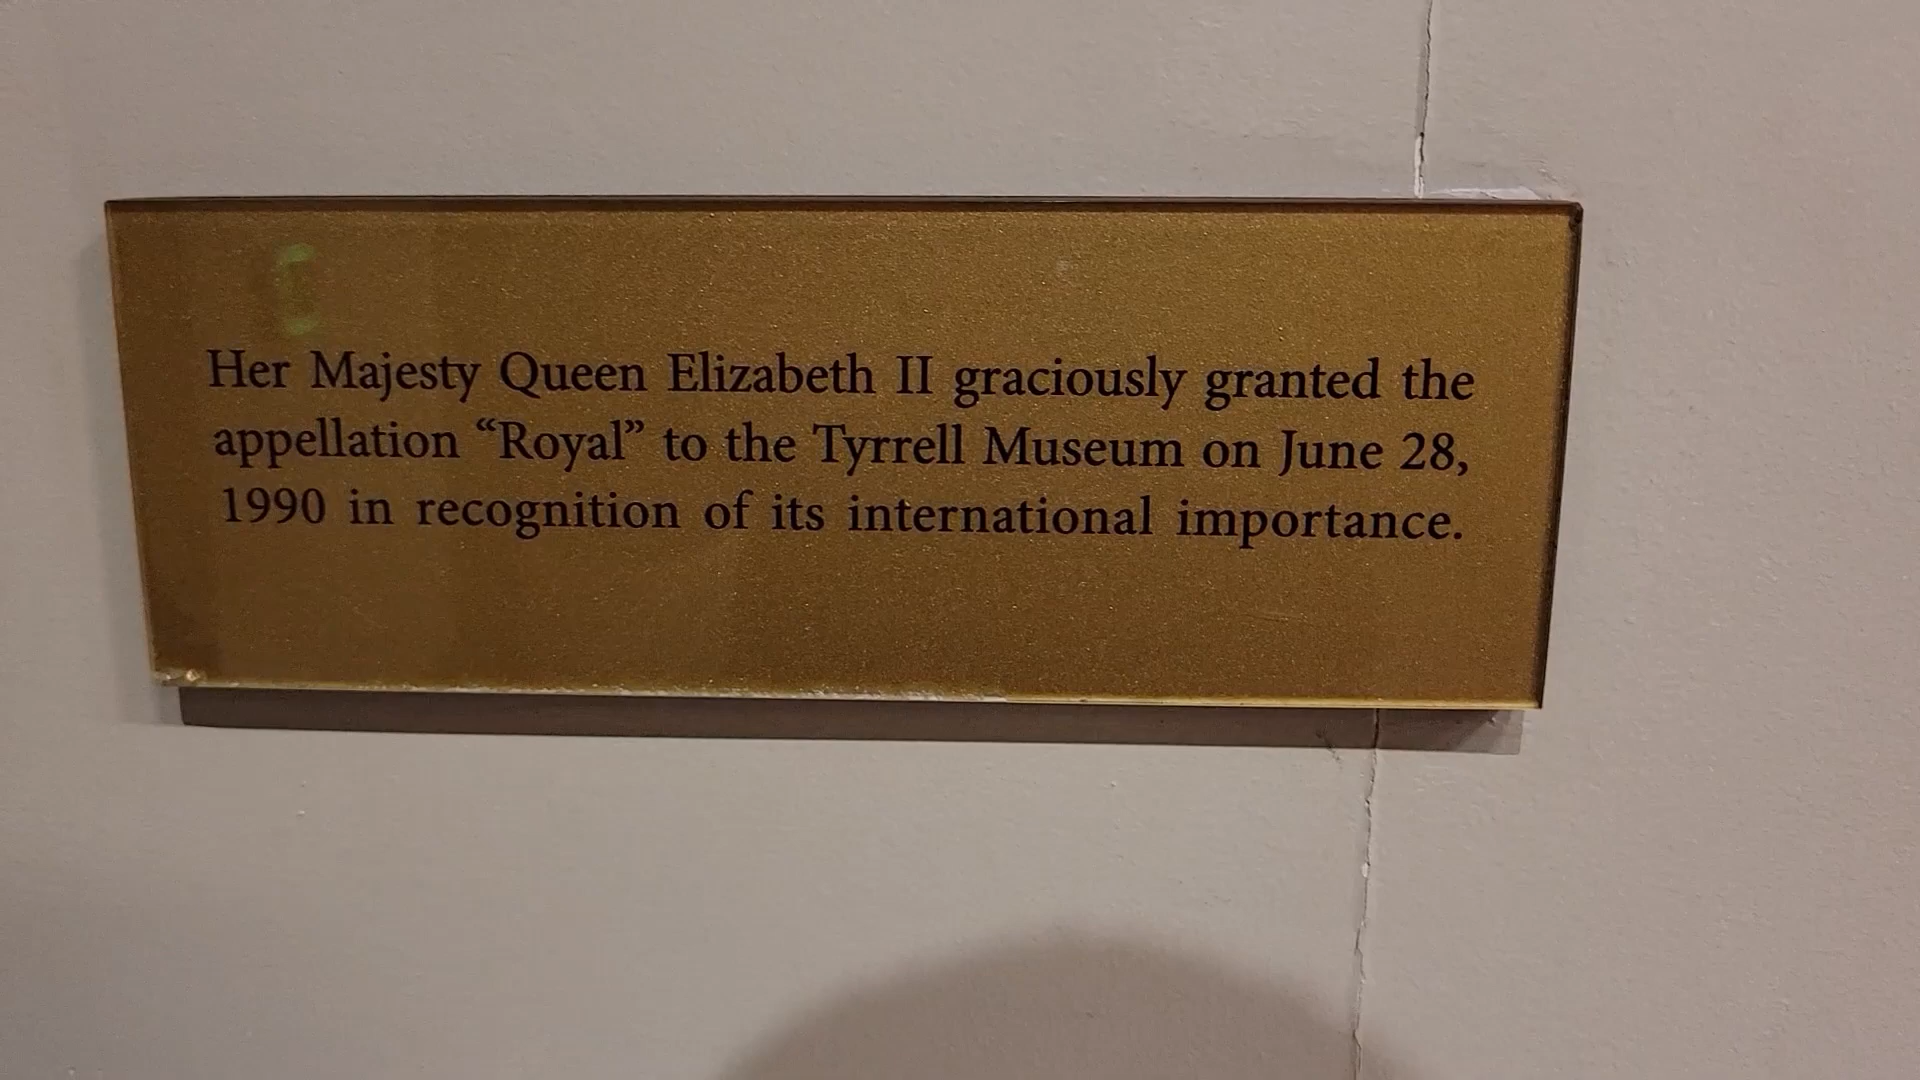 Her Majesty Queen Elizabeth II graciously granted the
appellation “Royal” to the Tyrrell Museum on June 28,
1990 in recognition of its international importance.